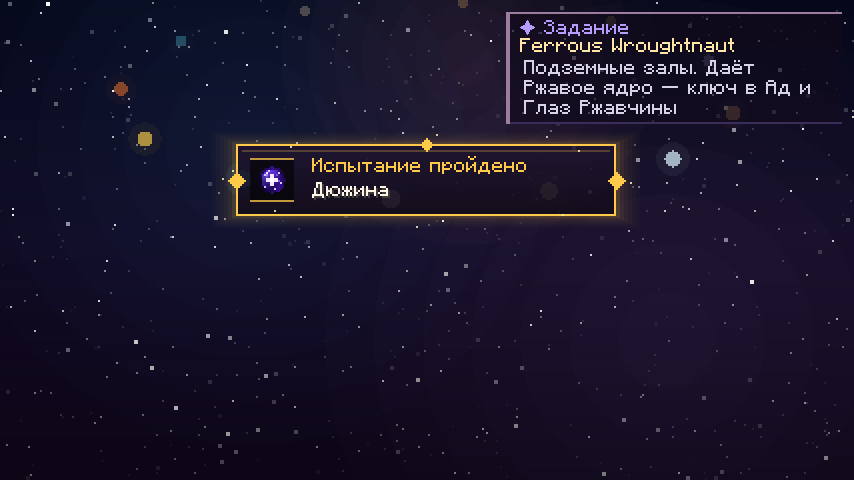 Задание
Ferrous Wroughtnaut
Подземные залы. Даёт
Ржавое ядро — ключ в Ад и
Глаз Ржавчины
Испытание пройдено
Дюжина